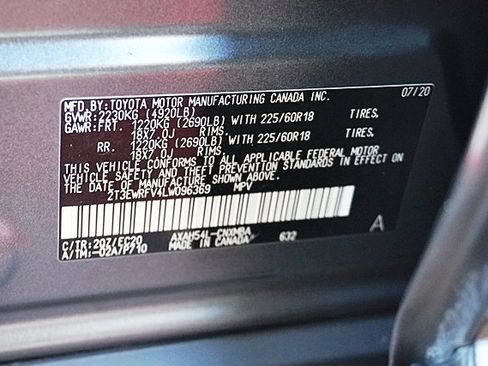 MFD.BY:TOYOTA MOTOR MANUFACTURING CANADA INC. 07/20
GVWR:2230KG (4920LB)
GAWR:FRT. 1220KG (2690LB) WITH 225/60R18 TIRES.
18X7.0J RIMS.
RR. 1220KG (2690LB) WITH 225/60R18 TIRES.
18X7.0J RIMS.
THIS VEHICLE CONFORMS TO ALL APPLICABLE FEDERAL MOTOR
VEHICLE SAFETY AND THEFT PREVENTION STANDARDS IN EFFECT ON
THE DATE OF MANUFACTURE SHOWN ABOVE.
2T3EWRFV4LW096369 MPV
C/TR:207/EC20 AXAH54L-CNXMBA A
A/TM:-02A/P710 MADE IN CANADA 632